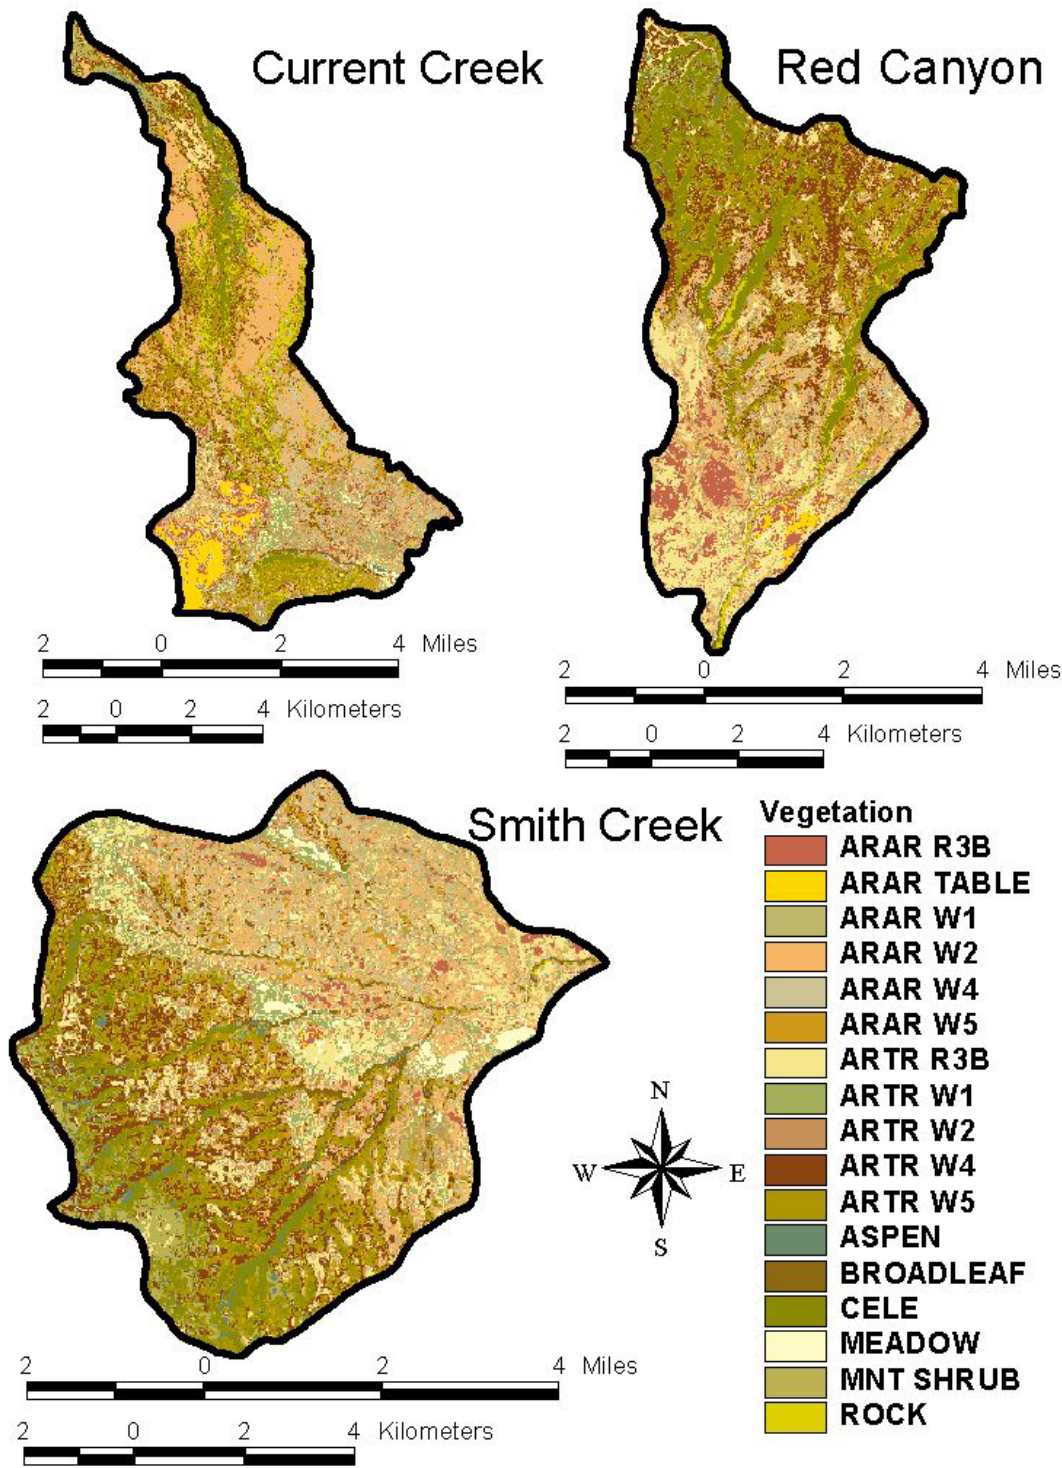 Current Creek
Red Canyon
2 0 2 4 Miles
2 0 2 4 Kilometers
2 0 2 4 Miles
2 0 2 4 Kilometers
Smith Creek
Vegetation
ARAR R3B
ARAR TABLE
ARAR W1
ARAR W2
ARAR W4
ARAR W5
ARTR R3B
ARTR W1
ARTR W2
ARTR W4
ARTR W5
ASPEN
BROADLEAF
CELE
MEADOW
MNT SHRUB
ROCK
N
W E
S
2 0 2 4 Miles
2 0 2 4 Kilometers